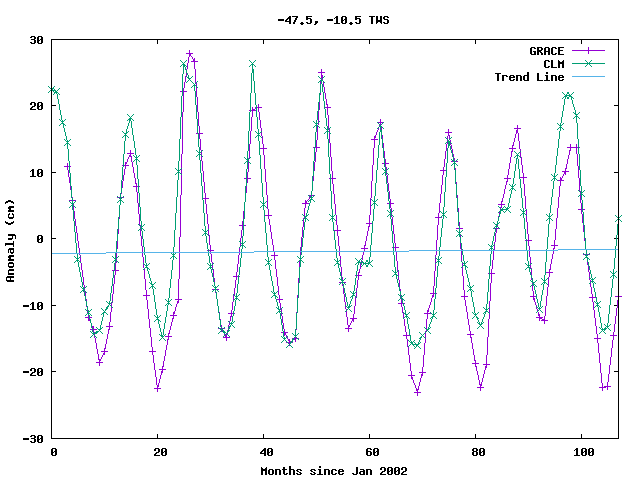 -47.5, -10.5 TWS
GRACE
CLM
Trend Line
30
20
10
0
-10
-20
-30
Anomaly (cm)
0 20 40 60 80 100
Months since Jan 2002